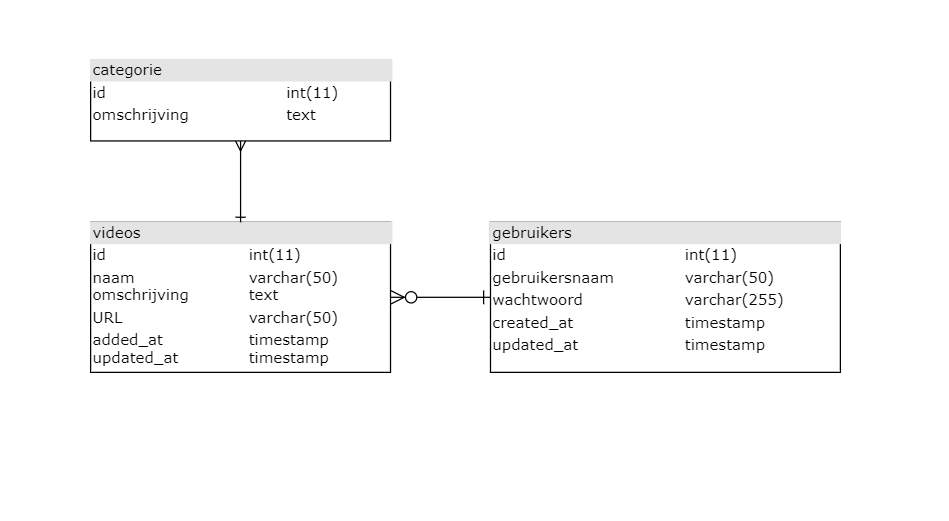 categorie
id int(11)
omschrijving text
videos
id int(11)
naam varchar(50)
omschrijving text
URL varchar(50)
added_at timestamp
updated_at timestamp
gebruikers
id int(11)
gebruikersnaam varchar(50)
wachtwoord varchar(255)
created_at timestamp
updated_at timestamp